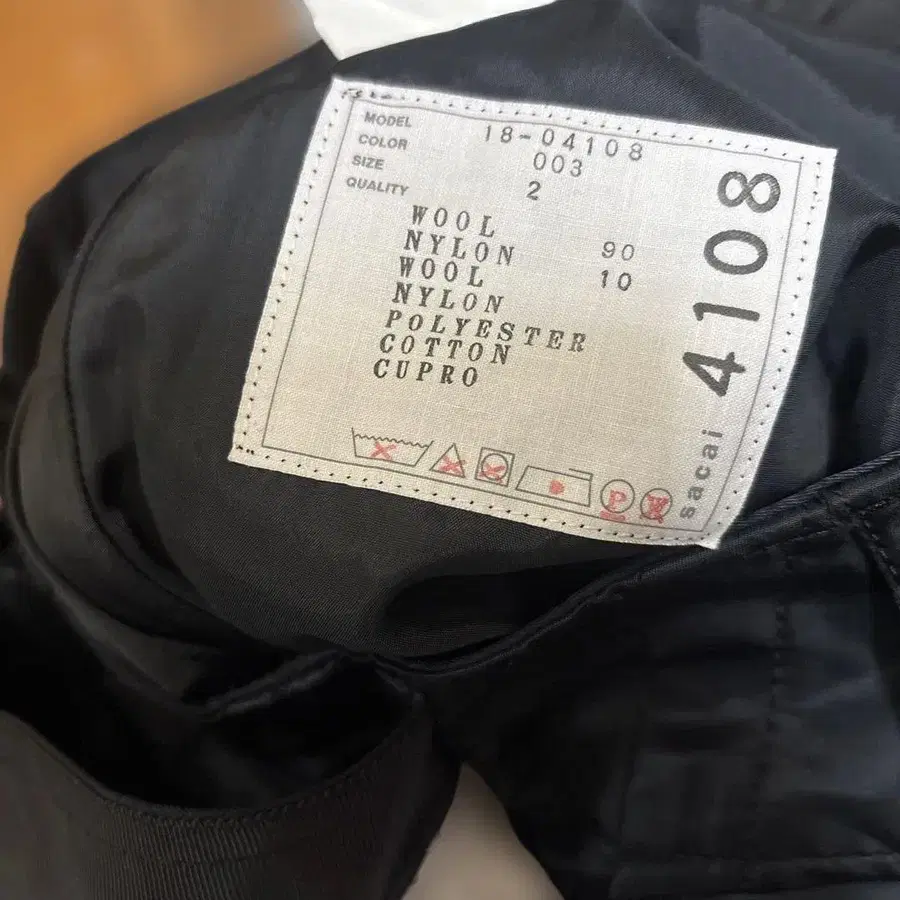 MODEL 18-04108
COLOR 003
SIZE 2
QUALITY
WOOL 90
NYLON 10
WOOL
NYLON
POLYESTER
COTTON
CUPRO
P
W
sacai 4108